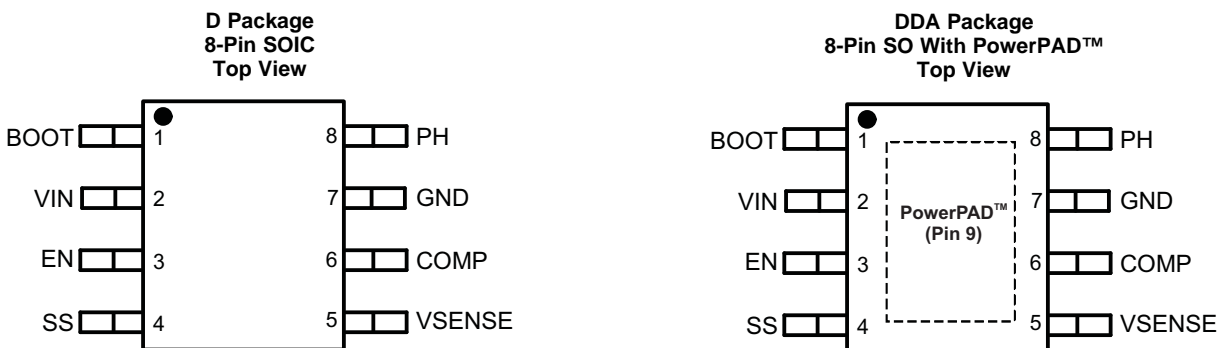 D Package
8-Pin SOIC
Top View
BOOT 1 8 PH
VIN 2 7 GND
EN 3 6 COMP
SS 4 5 VSENSE
DDA Package
8-Pin SO With PowerPAD™
Top View
BOOT 1 8 PH
VIN 2 7 GND
PowerPAD™
(Pin 9)
EN 3 6 COMP
SS 4 5 VSENSE